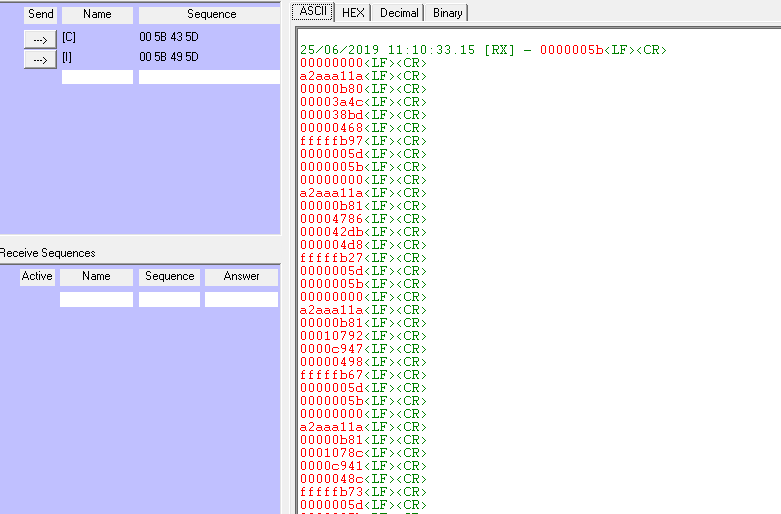 Send Name Sequence
---> [C] 00 5B 43 5D
---> [I] 00 5B 49 5D
Receive Sequences
Active Name Sequence Answer
ASCII HEX Decimal Binary
25/06/2019 11:10:33.15 [RX] - 0000005b<LF><CR>
00000000<LF><CR>
a2aaa11a<LF><CR>
00000b80<LF><CR>
00003a4c<LF><CR>
000038bd<LF><CR>
00000468<LF><CR>
fffffb97<LF><CR>
0000005d<LF><CR>
0000005b<LF><CR>
00000000<LF><CR>
a2aaa11a<LF><CR>
00000b81<LF><CR>
00004786<LF><CR>
000042db<LF><CR>
000004d8<LF><CR>
fffffb27<LF><CR>
0000005d<LF><CR>
0000005b<LF><CR>
00000000<LF><CR>
a2aaa11a<LF><CR>
00000b81<LF><CR>
00010792<LF><CR>
0000c947<LF><CR>
00000498<LF><CR>
fffffb67<LF><CR>
0000005d<LF><CR>
0000005b<LF><CR>
00000000<LF><CR>
a2aaa11a<LF><CR>
00000b81<LF><CR>
0001078c<LF><CR>
0000c941<LF><CR>
0000048c<LF><CR>
fffffb73<LF><CR>
0000005d<LF><CR>